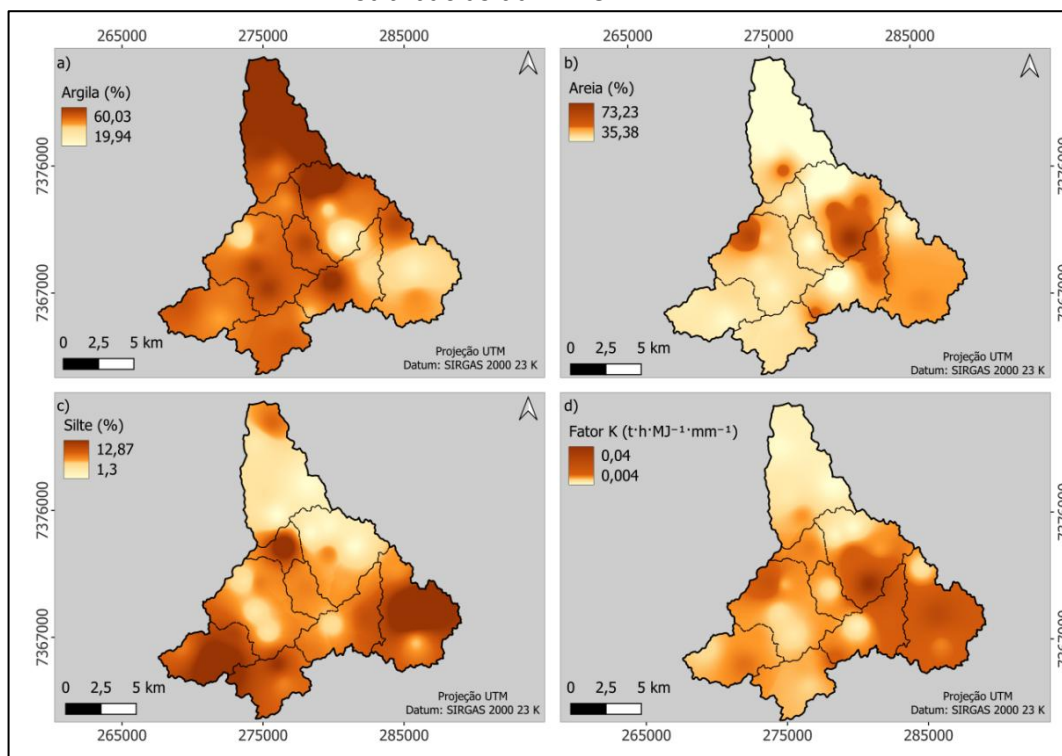 265000 275000 285000 265000 275000 285000
a)
Argila (%)
60,03
19,94
7376000
7367000
0 2,5 5 km
Projeção UTM
Datum: SIRGAS 2000 23 K
b)
Areia (%)
73,23
35,38
7376000
7367000
0 2,5 5 km
Projeção UTM
Datum: SIRGAS 2000 23 K
c)
Silte (%)
12,87
1,3
7376000
7367000
0 2,5 5 km
Projeção UTM
Datum: SIRGAS 2000 23 K
d)
Fator K (t·h·MJ⁻¹·mm⁻¹)
0,04
0,004
7376000
7367000
0 2,5 5 km
Projeção UTM
Datum: SIRGAS 2000 23 K
265000 275000 285000 265000 275000 285000